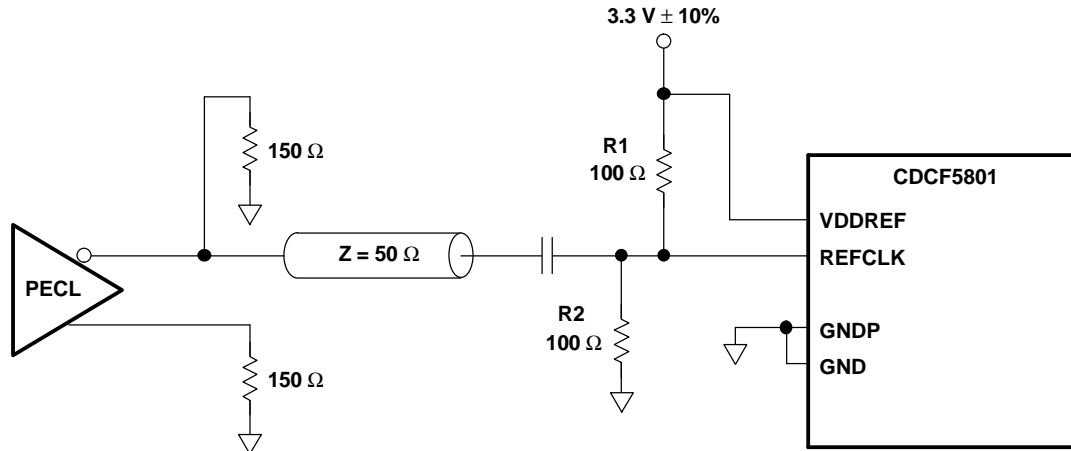 3.3 V ± 10%
150 Ω
R1
100 Ω
CDCF5801
VDDREF
REFCLK
PECL
Z = 50 Ω
R2
100 Ω
GNDP
GND
150 Ω